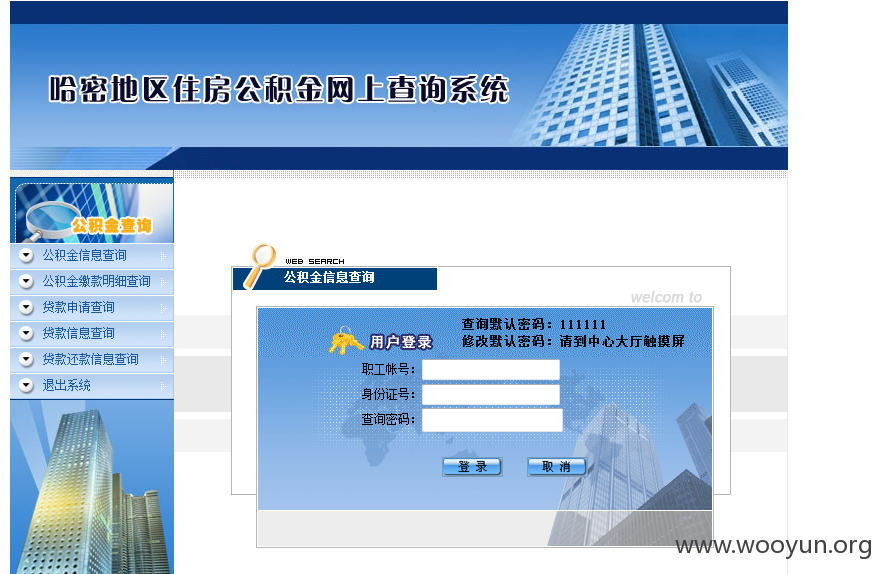 哈密地区住房公积金网上查询系统
公积金查询
公积金信息查询
公积金缴款明细查询
贷款申请查询
贷款信息查询
贷款还款信息查询
退出系统
WEB SEARCH
公积金信息查询
welcom to
查询默认密码：111111
修改默认密码：请到中心大厅触摸屏
用户登录
职工帐号：
身份证号：
查询密码：
登 录
取 消
www.wooyun.org